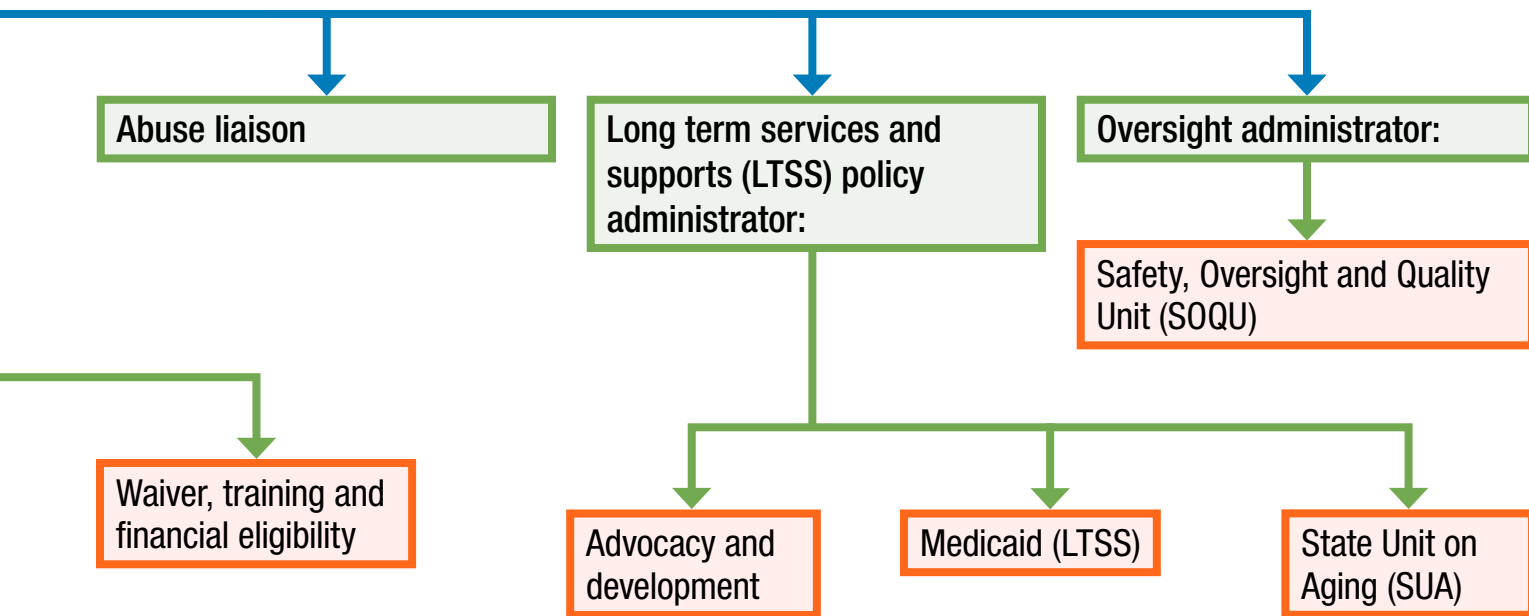 Abuse liaison
Long term services and
supports (LTSS) policy
administrator:
Oversight administrator:
Safety, Oversight and Quality
Unit (SOQU)
Waiver, training and
financial eligibility
Advocacy and
development
Medicaid (LTSS)
State Unit on
Aging (SUA)